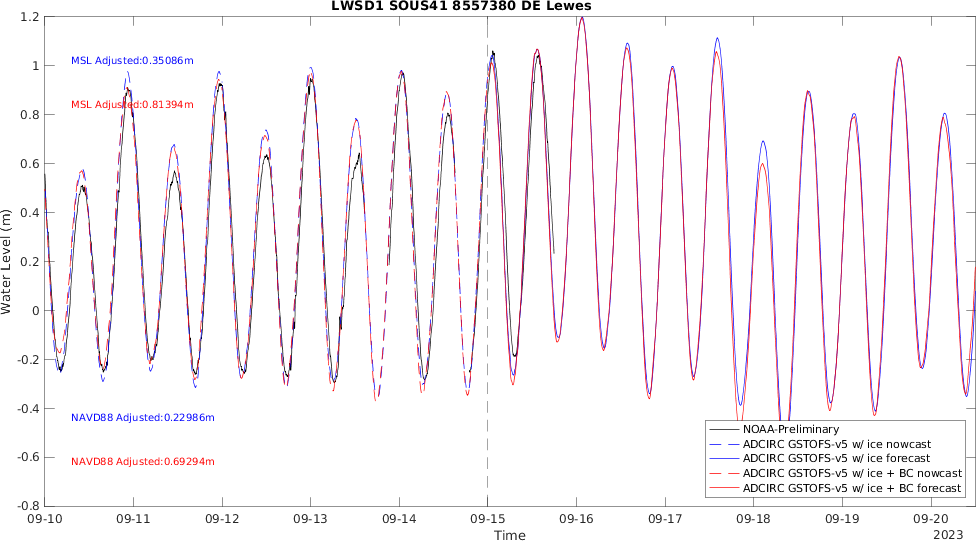 LWSD1 SOUS41 8557380 DE Lewes
1.2
1
0.8
0.6
0.4
0.2
0
-0.2
-0.4
-0.6
-0.8
Water Level (m)
MSL Adjusted:0.35086m
MSL Adjusted:0.81394m
NAVD88 Adjusted:0.22986m
NAVD88 Adjusted:0.69294m
NOAA-Preliminary
ADCIRC GSTOFS-v5 w/ ice nowcast
ADCIRC GSTOFS-v5 w/ ice forecast
ADCIRC GSTOFS-v5 w/ ice + BC nowcast
ADCIRC GSTOFS-v5 w/ ice + BC forecast
09-10 09-11 09-12 09-13 09-14 09-15 09-16 09-17 09-18 09-19 09-20
Time
2023